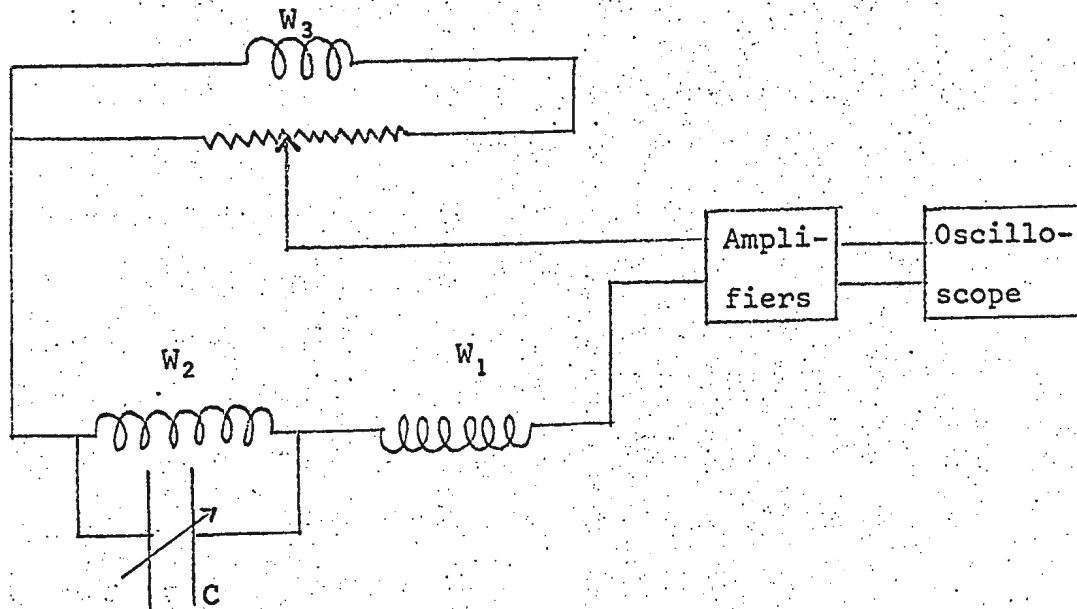 W₃
Ampli-
fiers
Oscillo-
scope
W₂
W₁
C